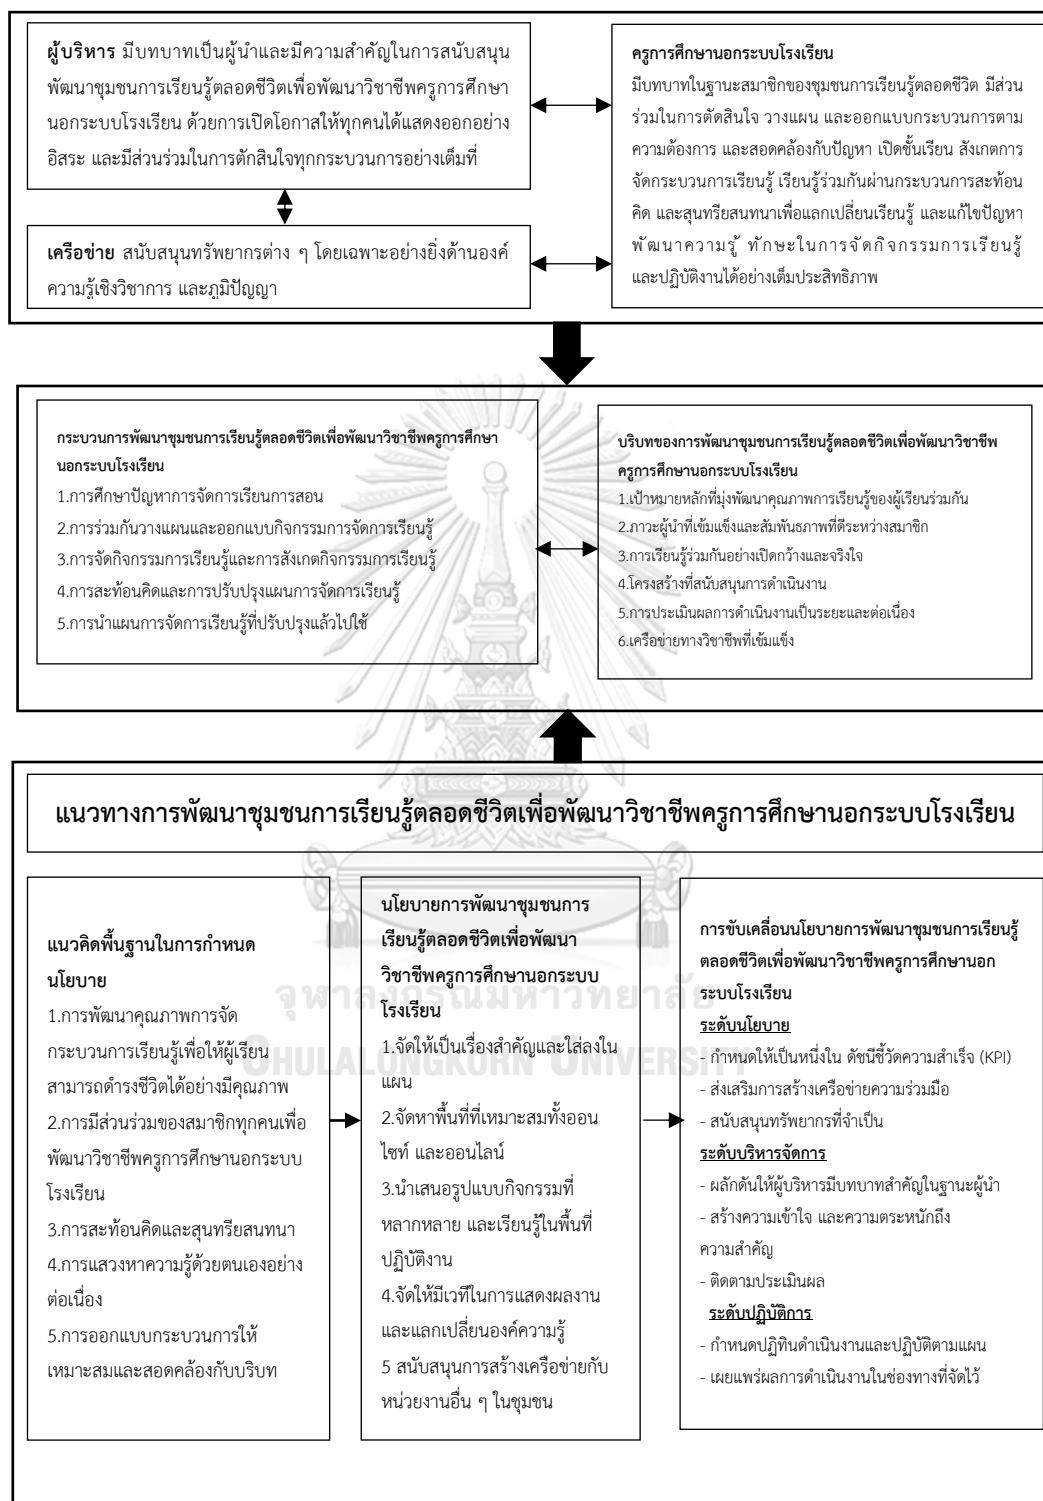 ผู้บริหาร มีบทบาทเป็นผู้นำและมีความสำคัญในการสนับสนุน
พัฒนาชุมชนการเรียนรู้ตลอดชีวิตเพื่อพัฒนาวิชาชีพครูการศึกษา
นอกระบบโรงเรียน ด้วยการเปิดโอกาสให้ทุกคนได้แสดงออกอย่าง
อิสระ และมีส่วนร่วมในการตักสินใจทุกกระบวนการอย่างเต็มที่
เครือข่าย สนับสนุนทรัพยากรต่าง ๆ โดยเฉพาะอย่างยิ่งด้านองค์
ความรู้เชิงวิชาการ และภูมิปัญญา
ครูการศึกษานอกระบบโรงเรียน
มีบทบาทในฐานะสมาชิกของชุมชนการเรียนรู้ตลอดชีวิต มีส่วน
ร่วมในการตัดสินใจ วางแผน และออกแบบกระบวนการตาม
ความต้องการ และสอดคล้องกับปัญหา เปิดชั้นเรียน สังเกตการ
จัดกระบวนการเรียนรู้ เรียนรู้ร่วมกันผ่านกระบวนการสะท้อน
คิด และสุนทรียสนทนาเพื่อแลกเปลี่ยนเรียนรู้ และแก้ไขปัญหา
พัฒนาความรู้ ทักษะในการจัดกิจกรรมการเรียนรู้
และปฏิบัติงานได้อย่างเต็มประสิทธิภาพ
กระบวนการพัฒนาชุมชนการเรียนรู้ตลอดชีวิตเพื่อพัฒนาวิชาชีพครูการศึกษา
นอกระบบโรงเรียน
1.การศึกษาปัญหาการจัดการเรียนการสอน
2.การร่วมกันวางแผนและออกแบบกิจกรรมการจัดการเรียนรู้
3.การจัดกิจกรรมการเรียนรู้และการสังเกตกิจกรรมการเรียนรู้
4.การสะท้อนคิดและการปรับปรุงแผนการจัดการเรียนรู้
5.การนำแผนการจัดการเรียนรู้ที่ปรับปรุงแล้วไปใช้
บริบทของการพัฒนาชุมชนการเรียนรู้ตลอดชีวิตเพื่อพัฒนาวิชาชีพ
ครูการศึกษานอกระบบโรงเรียน
1.เป้าหมายหลักที่มุ่งพัฒนาคุณภาพการเรียนรู้ของผู้เรียนร่วมกัน
2.ภาวะผู้นำที่เข้มแข็งและสัมพันธภาพที่ดีระหว่างสมาชิก
3.การเรียนรู้ร่วมกันอย่างเปิดกว้างและจริงใจ
4.โครงสร้างที่สนับสนุนการดำเนินงาน
5.การประเมินผลการดำเนินงานเป็นระยะและต่อเนื่อง
6.เครือข่ายทางวิชาชีพที่เข้มแข็ง
แนวทางการพัฒนาชุมชนการเรียนรู้ตลอดชีวิตเพื่อพัฒนาวิชาชีพครูการศึกษานอกระบบโรงเรียน
แนวคิดพื้นฐานในการกำหนด
นโยบาย
1.การพัฒนาคุณภาพการจัด
กระบวนการเรียนรู้เพื่อให้ผู้เรียน
สามารถดำรงชีวิตได้อย่างมีคุณภาพ
2.การมีส่วนร่วมของสมาชิกทุกคนเพื่อ
พัฒนาวิชาชีพครูการศึกษานอกระบบ
โรงเรียน
3.การสะท้อนคิดและสุนทรียสนทนา
4.การแสวงหาความรู้ด้วยตนเองอย่าง
ต่อเนื่อง
5.การออกแบบกระบวนการให้
เหมาะสมและสอดคล้องกับบริบท
นโยบายการพัฒนาชุมชนการ
เรียนรู้ตลอดชีวิตเพื่อพัฒนา
วิชาชีพครูการศึกษานอกระบบ
โรงเรียน
1.จัดให้เป็นเรื่องสำคัญและใส่ลงใน
แผน
2.จัดหาพื้นที่ที่เหมาะสมทั้งออน
ไซท์ และออนไลน์
3.นำเสนอรูปแบบกิจกรรมที่
หลากหลาย และเรียนรู้ในพื้นที่
ปฏิบัติงาน
4.จัดให้มีเวทีในการแสดงผลงาน
และแลกเปลี่ยนองค์ความรู้
5 สนับสนุนการสร้างเครือข่ายกับ
หน่วยงานอื่น ๆ ในชุมชน
การขับเคลื่อนนโยบายการพัฒนาชุมชนการเรียนรู้
ตลอดชีวิตเพื่อพัฒนาวิชาชีพครูการศึกษานอก
ระบบโรงเรียน
ระดับนโยบาย
- กำหนดให้เป็นหนึ่งใน ดัชนีชี้วัดความสำเร็จ (KPI)
- ส่งเสริมการสร้างเครือข่ายความร่วมมือ
- สนับสนุนทรัพยากรที่จำเป็น
ระดับบริหารจัดการ
- ผลักดันให้ผู้บริหารมีบทบาทสำคัญในฐานะผู้นำ
- สร้างความเข้าใจ และความตระหนักถึง
ความสำคัญ
- ติดตามประเมินผล
ระดับปฏิบัติการ
- กำหนดปฏิทินดำเนินงานและปฏิบัติตามแผน
- เผยแพร่ผลการดำเนินงานในช่องทางที่จัดไว้
จุฬาลงกรณ์มหาวิทยาลัย
CHULALONGKORN UNIVERSITY